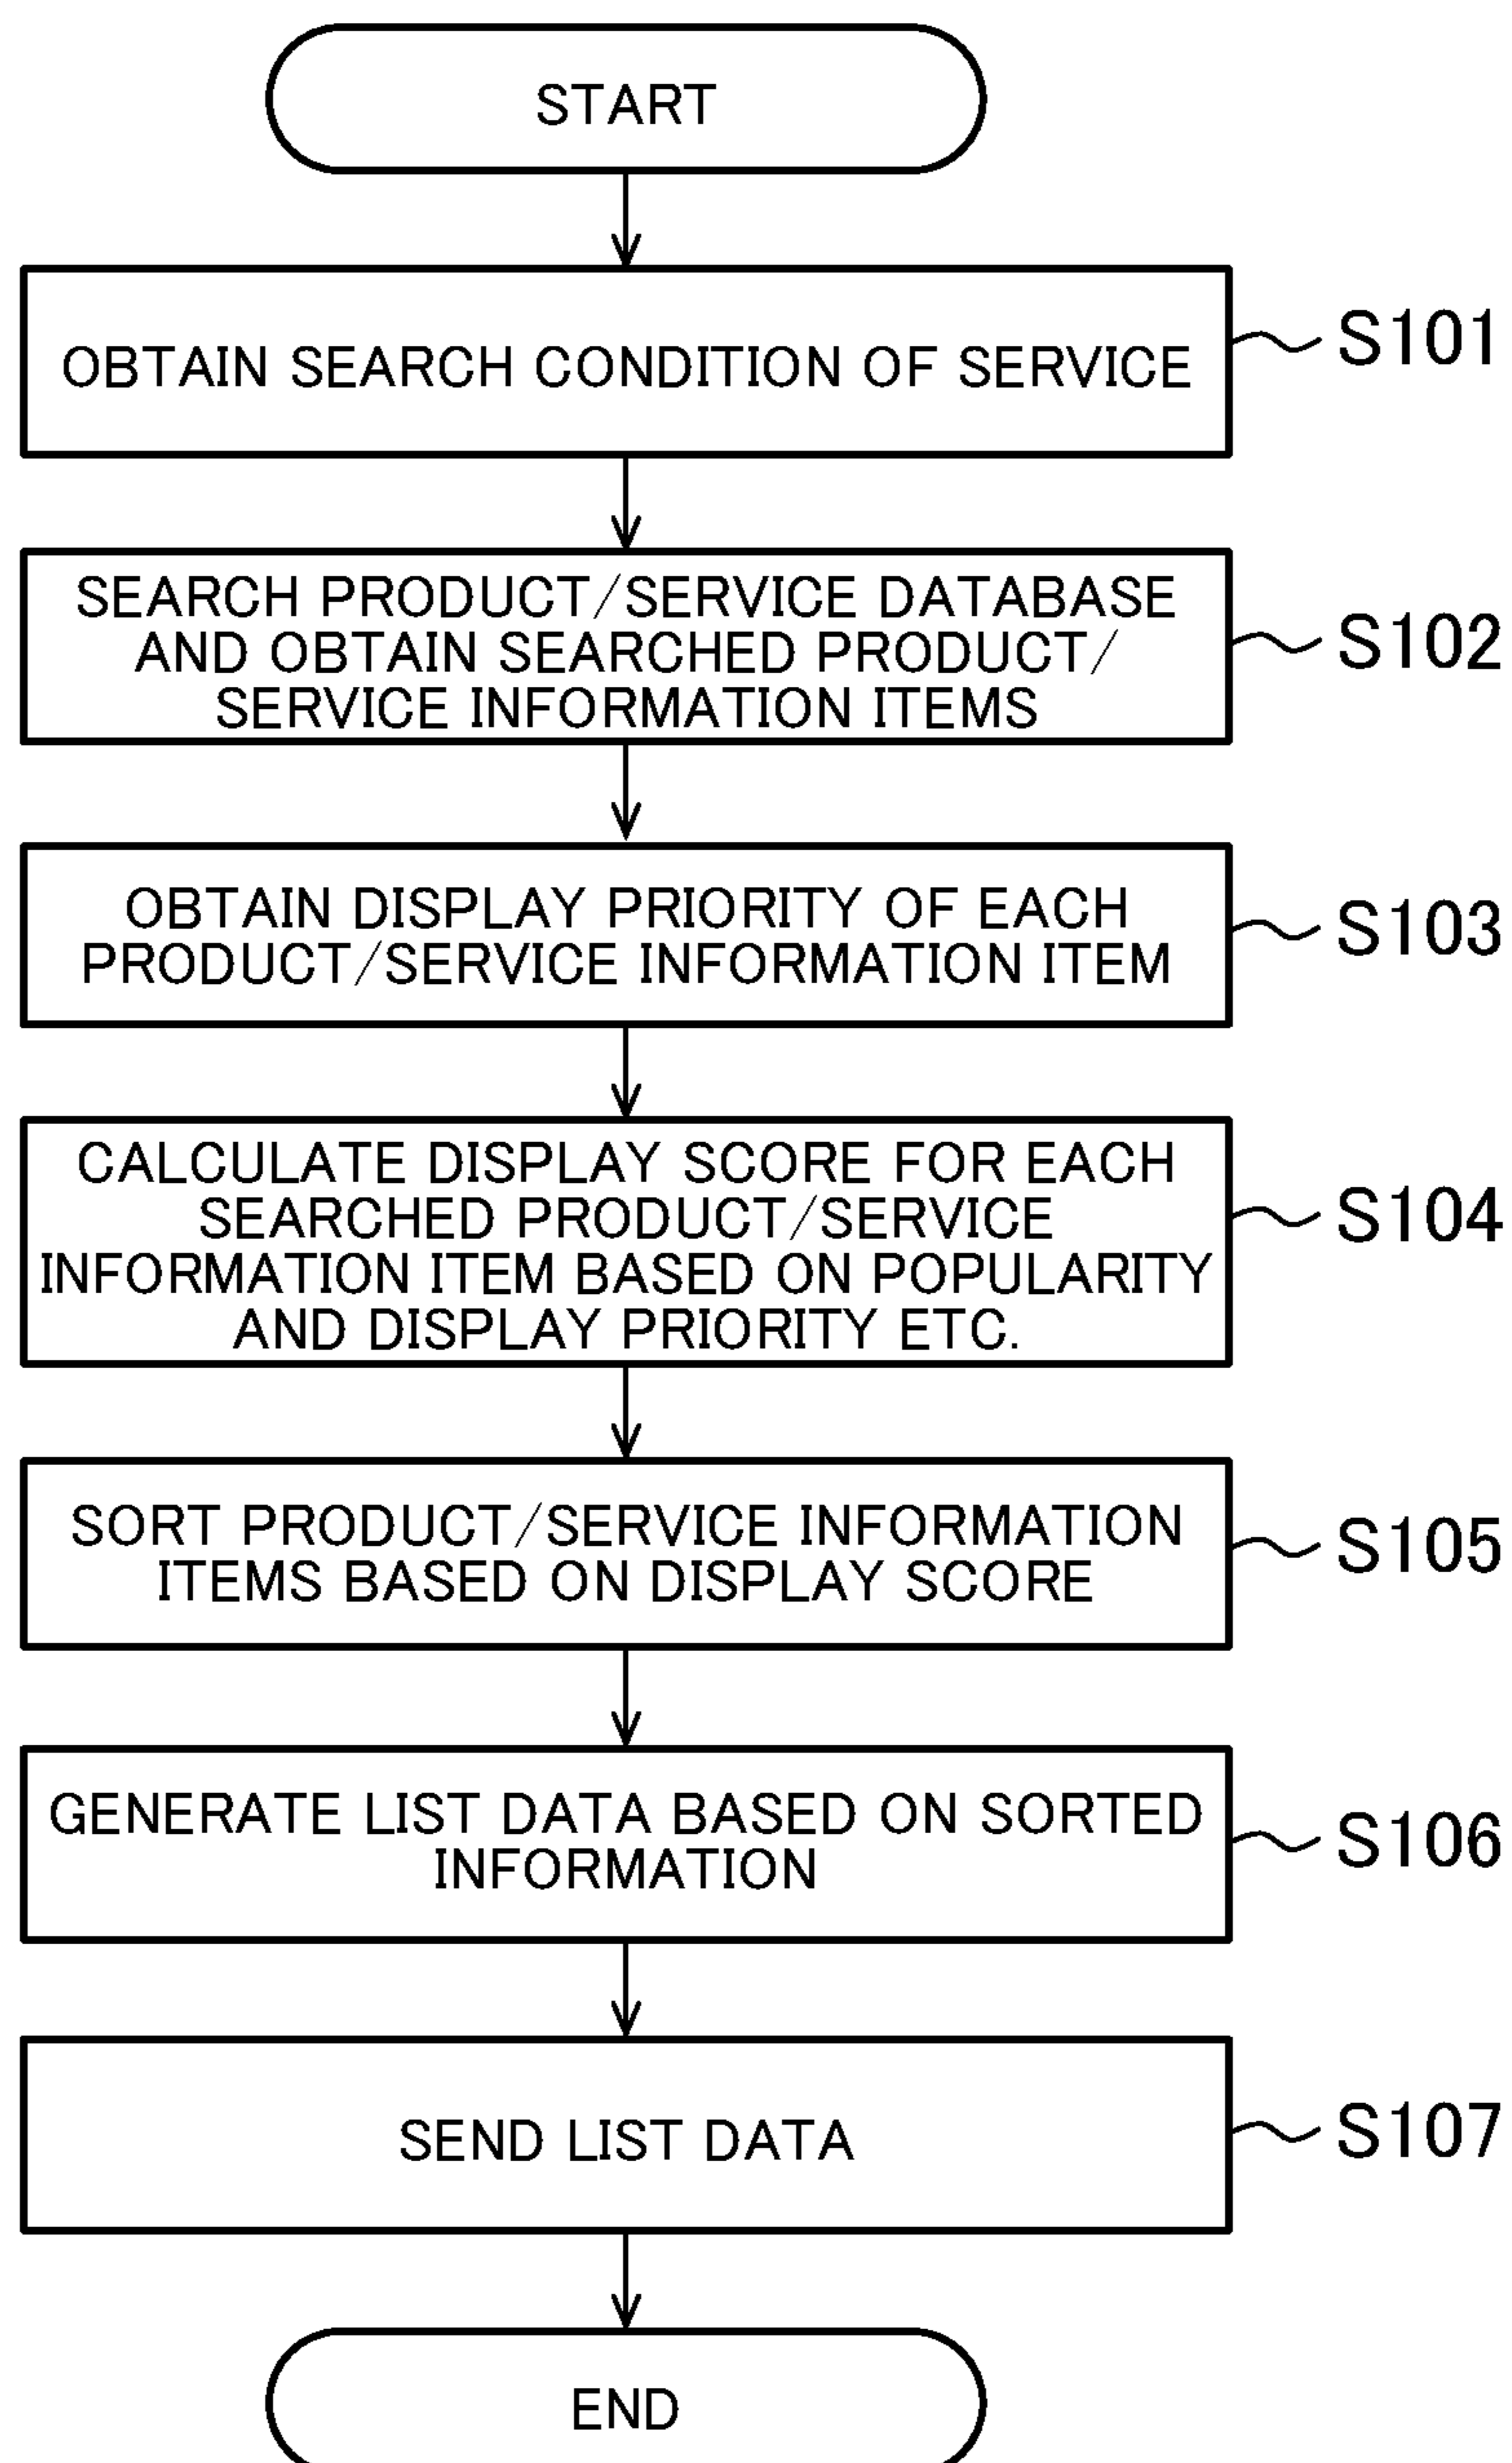 START
OBTAIN SEARCH CONDITION OF SERVICE
S101
SEARCH PRODUCT/SERVICE DATABASE
AND OBTAIN SEARCHED PRODUCT/
SERVICE INFORMATION ITEMS
S102
OBTAIN DISPLAY PRIORITY OF EACH
PRODUCT/SERVICE INFORMATION ITEM
S103
CALCULATE DISPLAY SCORE FOR EACH
SEARCHED PRODUCT/SERVICE
INFORMATION ITEM BASED ON POPULARITY
AND DISPLAY PRIORITY ETC.
S104
SORT PRODUCT/SERVICE INFORMATION
ITEMS BASED ON DISPLAY SCORE
S105
GENERATE LIST DATA BASED ON SORTED
INFORMATION
S106
SEND LIST DATA
S107
END